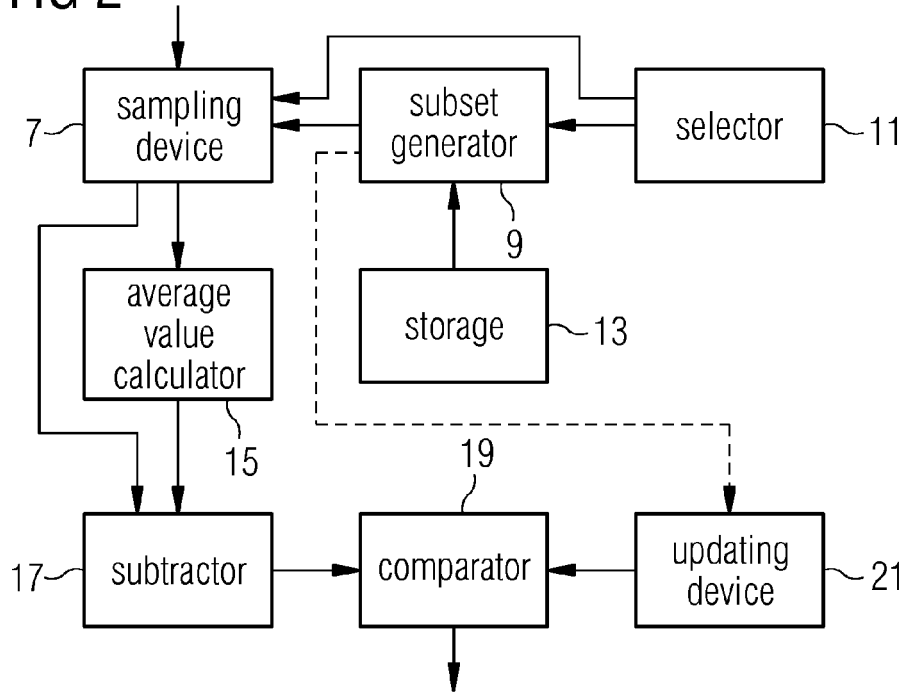 FIG 2
sampling
device
7
subset
generator
9
selector
11
average
value
calculator
15
storage
13
19
subtractor
17
comparator
updating
device
21